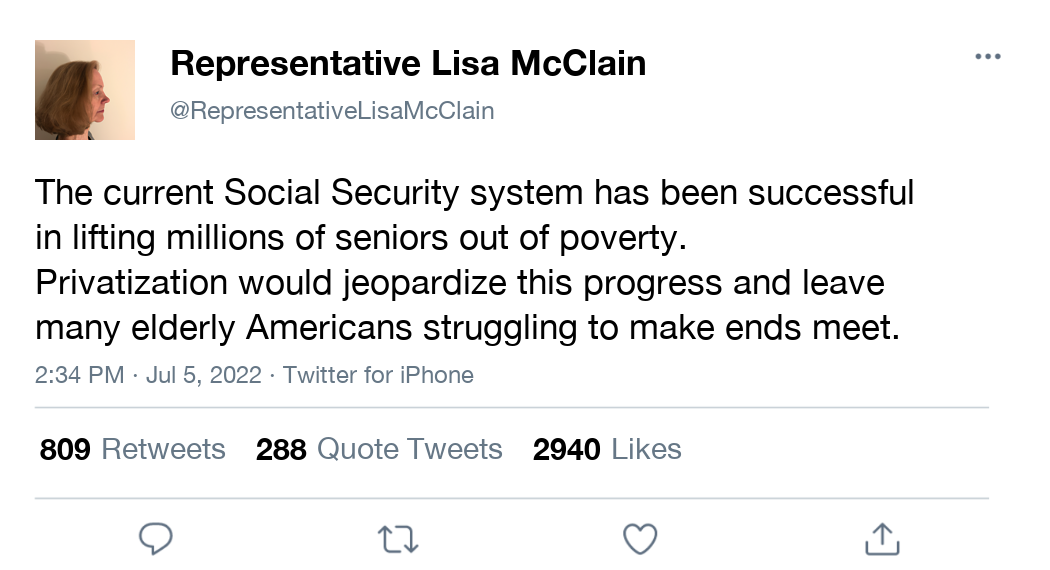 Representative Lisa McClain
@RepresentativeLisaMcClain
The current Social Security system has been successful
in lifting millions of seniors out of poverty.
Privatization would jeopardize this progress and leave
many elderly Americans struggling to make ends meet.
2:34 PM · Jul 5, 2022 · Twitter for iPhone
809 Retweets 288 Quote Tweets 2940 Likes